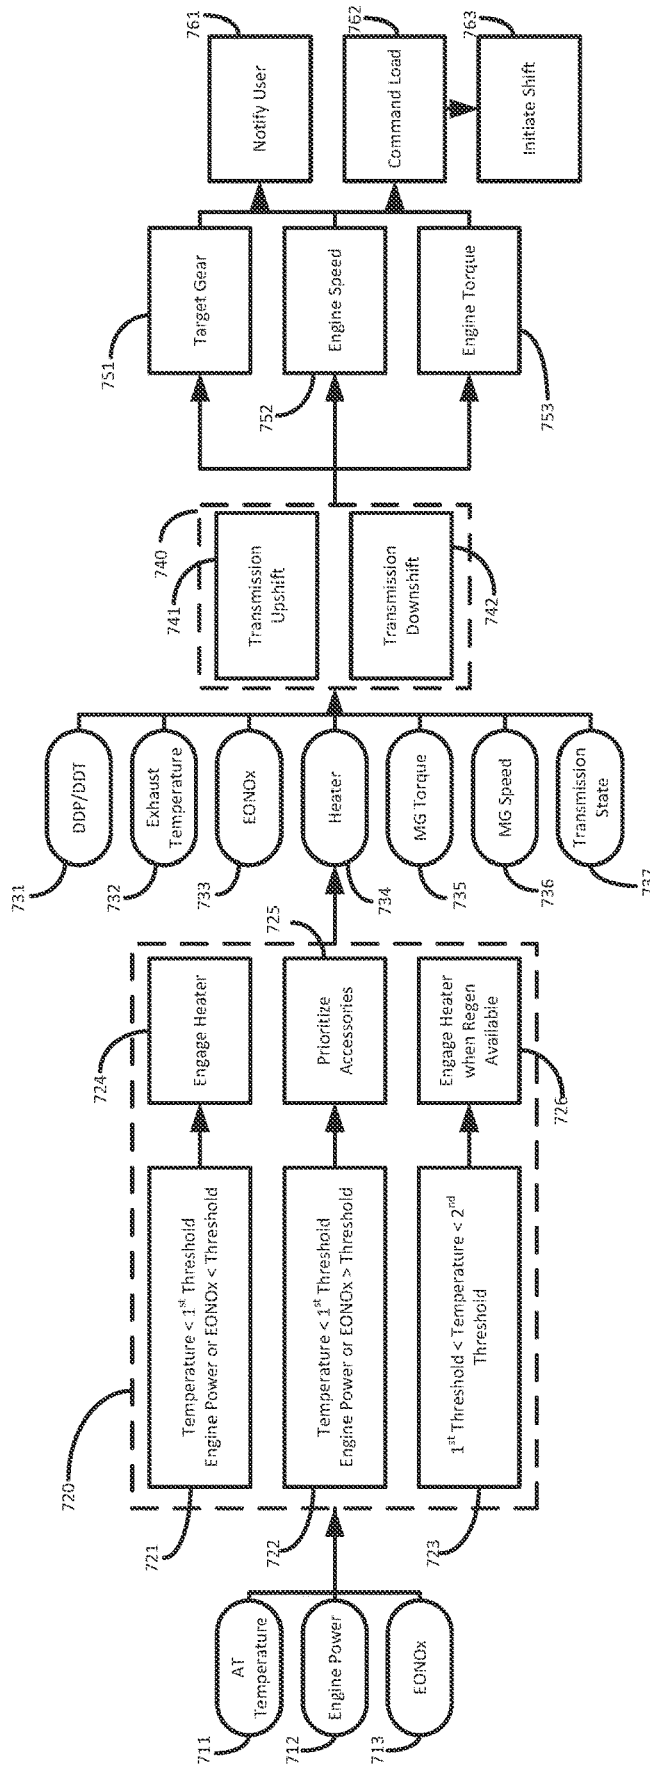 711
AT
Temperature
712
Engine Power
713
EONOx
720
721
Temperature < 1st Threshold
Engine Power or EONOx < Threshold
722
Temperature < 1st Threshold
Engine Power or EONOx > Threshold
723
1st Threshold < Temperature < 2nd
Threshold
724
Engage Heater
725
Prioritize
Accessories
726
Engage Heater
when Regen
Available
731
DDP/DDT
732
Exhaust
Temperature
733
EONOx
734
Heater
735
MG Torque
736
MG Speed
737
Transmission
State
740
741
Transmission
Upshift
742
Transmission
Downshift
751
Target Gear
752
Engine Speed
753
Engine Torque
761
Notify User
762
Command Load
763
Initiate Shift